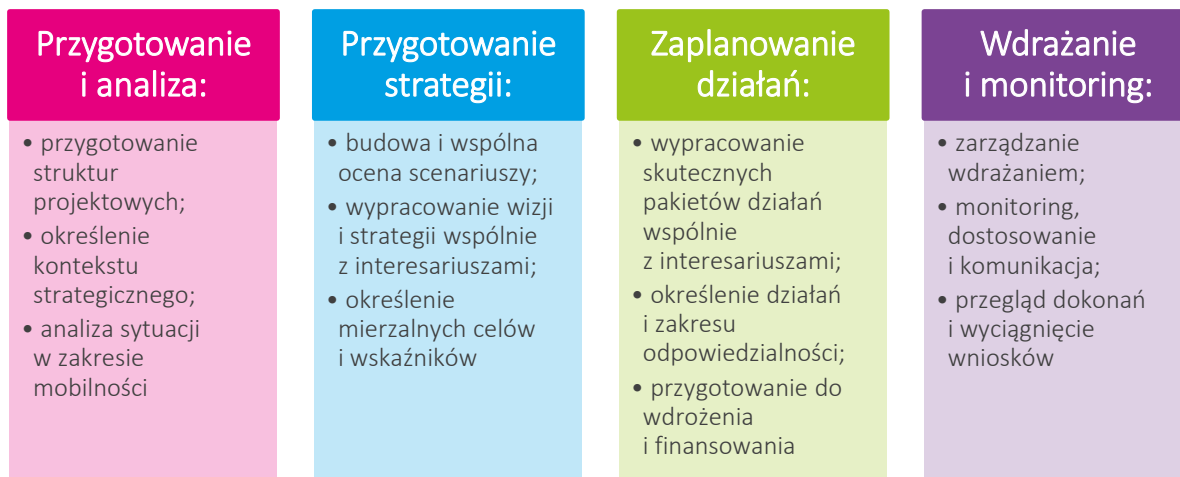 Przygotowanie
i analiza:
• przygotowanie
struktur
projektowych;
• określenie
kontekstu
strategicznego;
• analiza sytuacji
w zakresie
mobilności
Przygotowanie
strategii:
• budowa i wspólna
ocena scenariuszy;
• wypracowanie wizji
i strategii wspólnie
z interesariuszami;
• określenie
mierzalnych celów
i wskaźników
Zaplanowanie
działań:
• wypracowanie
skutecznych
pakietów działań
wspólnie
z interesariuszami;
• określenie działań
i zakresu
odpowiedzialności;
• przygotowanie do
wdrożenia
i finansowania
Wdrażanie
i monitoring:
• zarządzanie
wdrażaniem;
• monitoring,
dostosowanie
i komunikacja;
• przegląd dokonań
i wyciągnięcie
wniosków